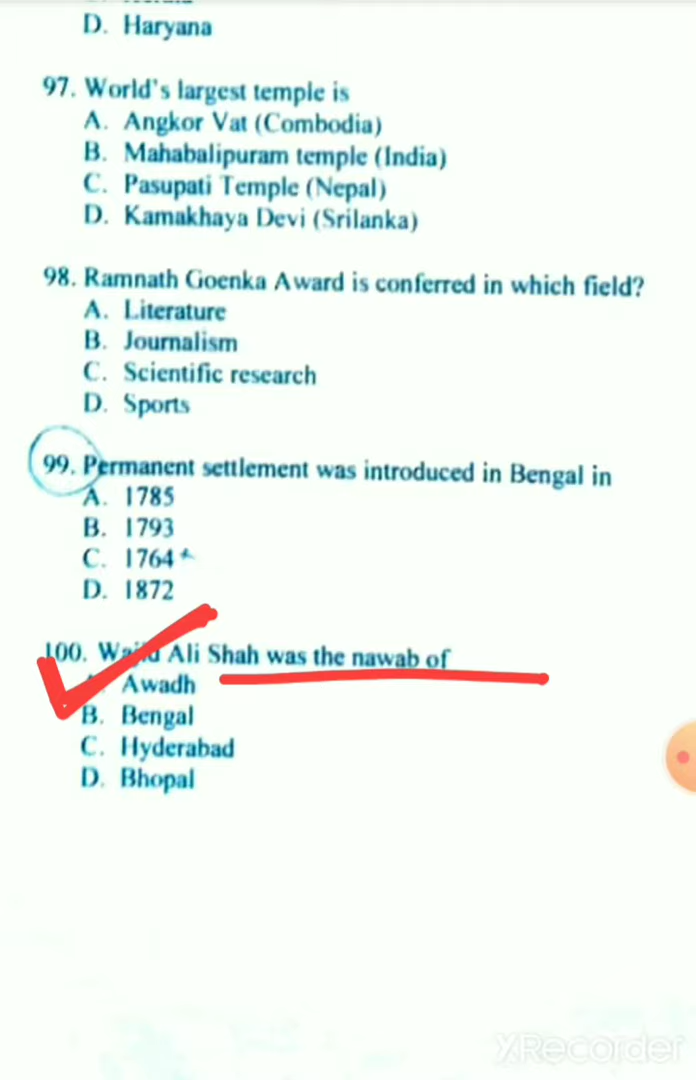 D. Haryana
97. World's largest temple is
A. Angkor Vat (Combodia)
B. Mahabalipuram temple (India)
C. Pasupati Temple (Nepal)
D. Kamakhaya Devi (Srilanka)
98. Ramnath Goenka Award is conferred in which field?
A. Literature
B. Journalism
C. Scientific research
D. Sports
99. Permanent settlement was introduced in Bengal in
A. 1785
B. 1793
C. 1764
D. 1872
100. Wajid Ali Shah was the nawab of
Awadh
B. Bengal
C. Hyderabad
D. Bhopal
XRecorder